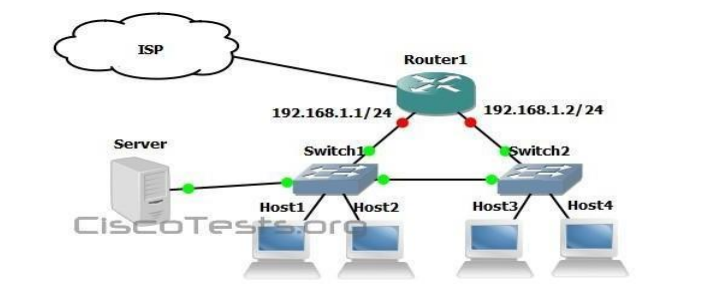 ISP
Router1
192.168.1.1/24
192.168.1.2/24
Server
Switch1
Switch2
Host1
Host2
Host3
Host4
CiscoTests.org